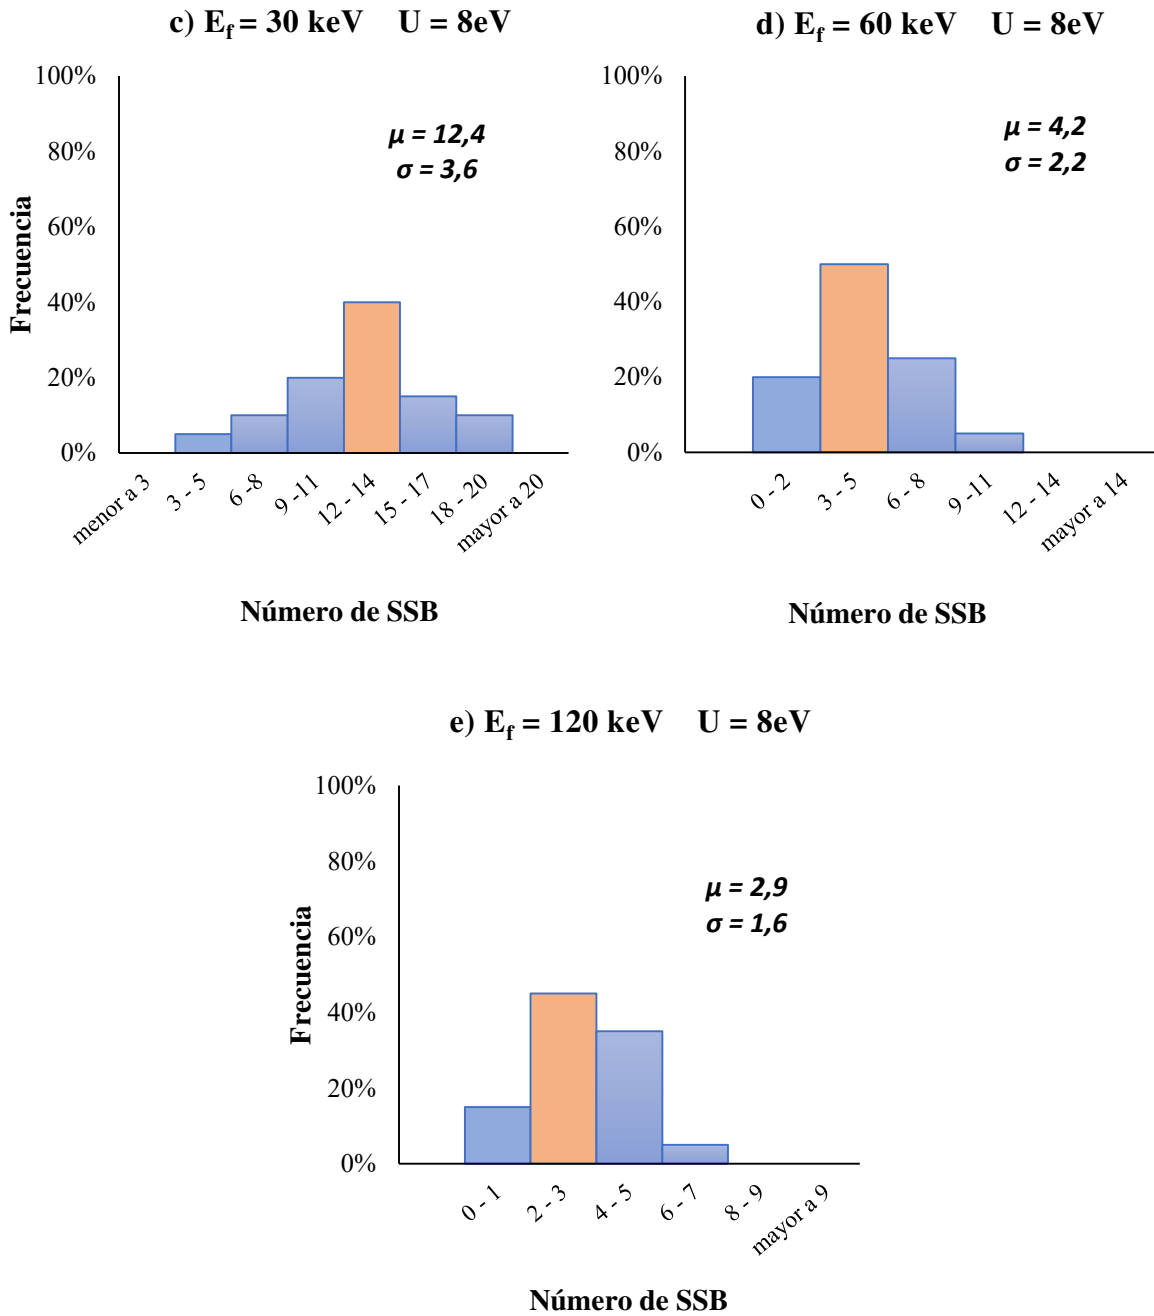 c) Ef = 30 keV U = 8eV
100%
80%
60%
40%
20%
0%
Frecuencia
μ = 12,4
σ = 3,6
menor a 3
3 - 5
6 -8
9 -11
12 - 14
15 - 17
18 - 20
mayor a 20
Número de SSB
d) Ef = 60 keV U = 8eV
100%
80%
60%
40%
20%
0%
μ = 4,2
σ = 2,2
0 - 2
3 - 5
6 - 8
9 -11
12 - 14
mayor a 14
Número de SSB
e) Ef = 120 keV U = 8eV
100%
80%
60%
40%
20%
0%
Frecuencia
μ = 2,9
σ = 1,6
0 - 1
2 - 3
4 - 5
6 - 7
8 - 9
mayor a 9
Número de SSB